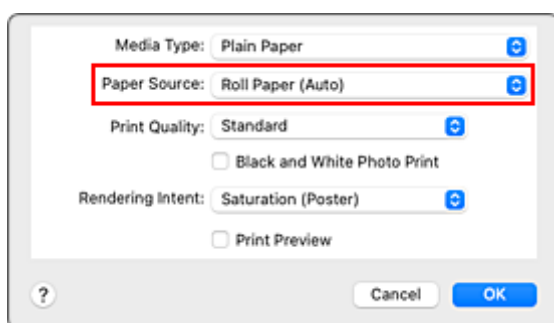 Media Type: Plain Paper
Paper Source: Roll Paper (Auto)
Print Quality: Standard
Black and White Photo Print
Rendering Intent: Saturation (Poster)
Print Preview
? Cancel OK